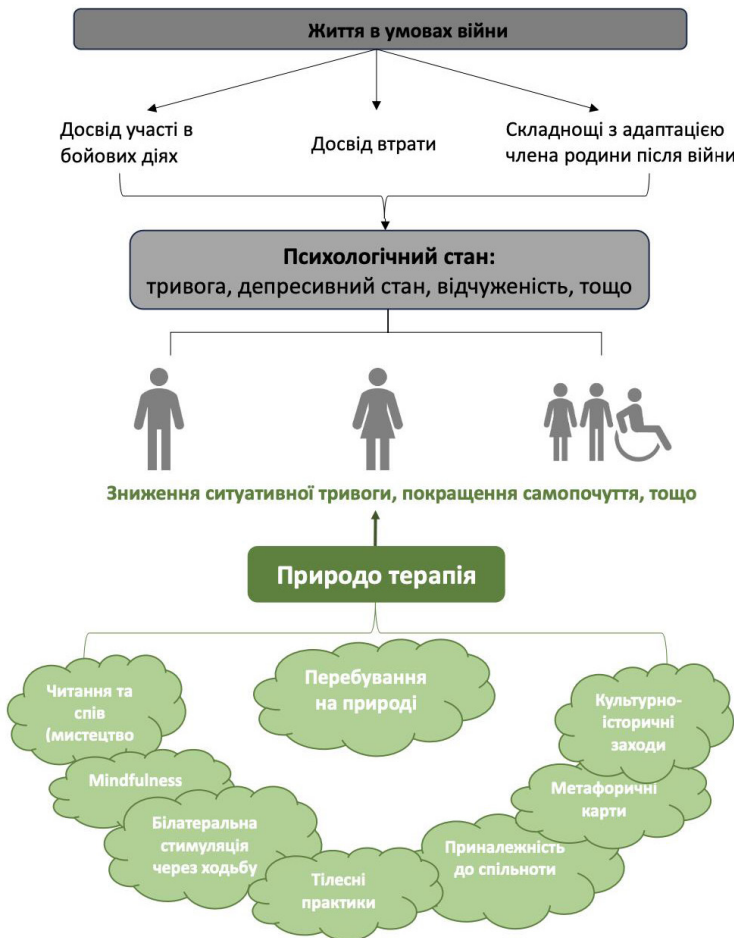 Життя в умовах війни
Досвід участі в
бойових діях
Досвід втрати
Складнощі з адаптацією
члена родини після війни
Психологічний стан:
тривога, депресивний стан, відчуженість, тощо
Зниження ситуативної тривоги, покращення самопочуття, тощо
Природо терапія
Перебування
на природі
Читання та
спів
(мистецтво
Mindfulness
Білатеральна
стимуляція
через ходьбу
Тілесні
практики
Приналежність
до спільноти
Метафоричні
карти
Культурно-
історичні
заходи